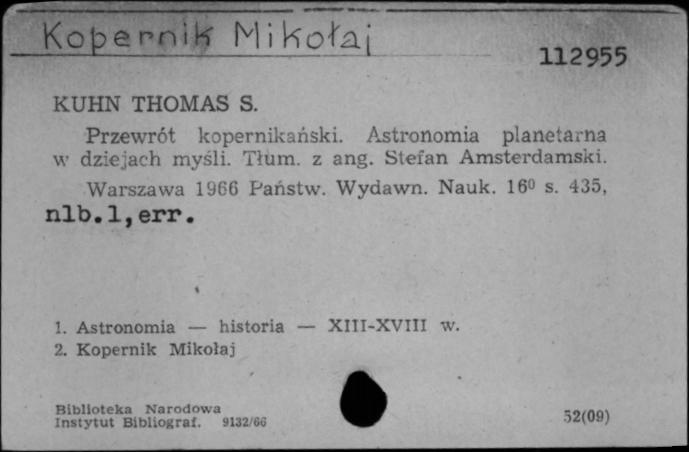 Kopernik Mikołaj
112955
KUHN THOMAS S.
Przewrót kopernikański. Astronomia planetarna
w dziejach myśli. Tłum. z ang. Stefan Amsterdamski.
Warszawa 1966 Państw. Wydawn. Nauk. 16⁰ s. 435,
nlb.1,err.
1. Astronomia — historia — XIII-XVIII w.
2. Kopernik Mikołaj
Biblioteka Narodowa
Instytut Bibliograf. 9132/66
52(09)